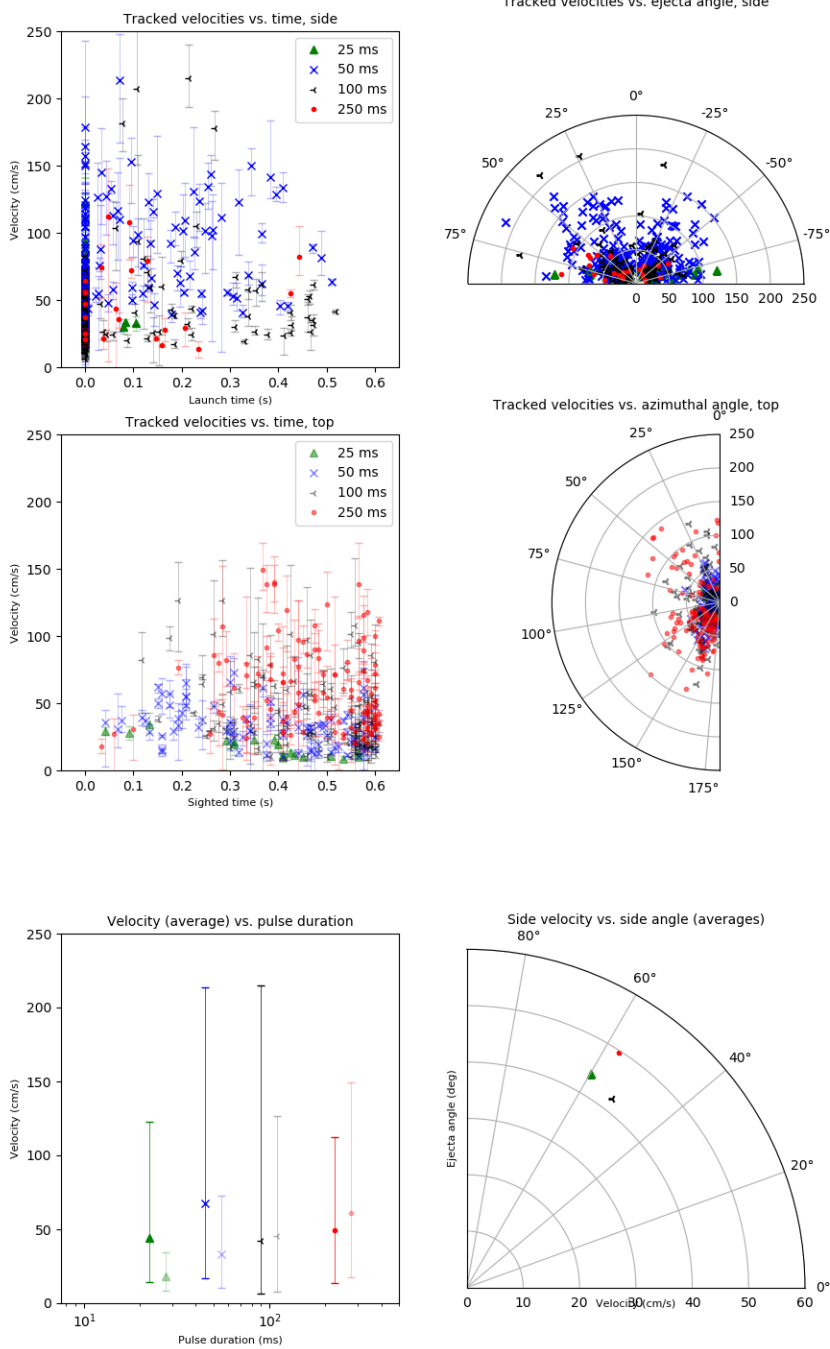 Tracked velocities vs. time, side
250
200
150
100
50
0
Velocity (cm/s)
25 ms
50 ms
100 ms
250 ms
0.0 0.1 0.2 0.3 0.4 0.5 0.6
Launch time (s)
Tracked velocities vs. ejecta angle, side
0°
25°
-25°
50°
-50°
75°
-75°
0 50 100 150 200 250
Tracked velocities vs. time, top
250
200
150
100
50
0
Velocity (cm/s)
25 ms
50 ms
100 ms
250 ms
0.0 0.1 0.2 0.3 0.4 0.5 0.6
Sighted time (s)
Tracked velocities vs. azimuthal angle, top
0°
25°
50°
75°
100°
125°
150°
175°
250
200
150
100
50
0
Velocity (average) vs. pulse duration
250
200
150
100
50
0
Velocity (cm/s)
10¹ 10²
Pulse duration (ms)
Side velocity vs. side angle (averages)
80°
60°
40°
20°
0°
Ejecta angle (deg)
0 10 20 30 40 50 60
Velocity (cm/s)